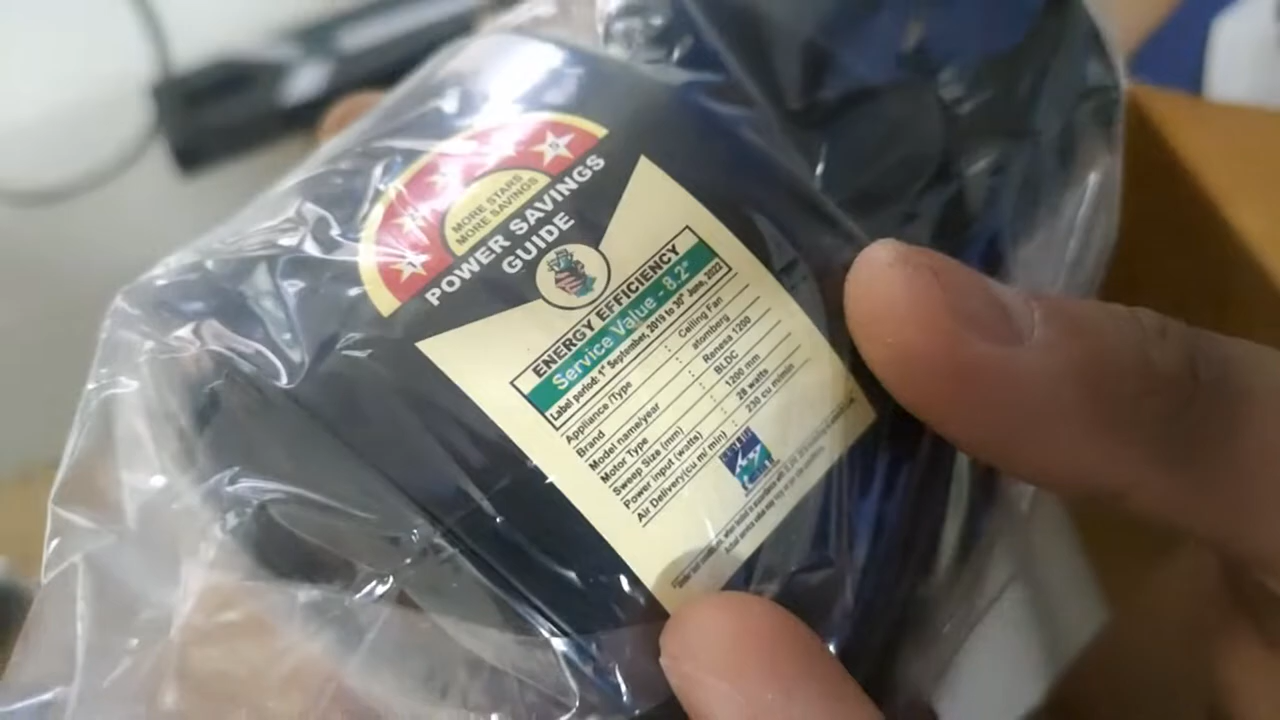 MORE STARS
MORE SAVINGS
POWER SAVINGS
GUIDE
ENERGY EFFICIENCY
Service Value - 8.2*
Label period: 1st September, 2019 to 30th June, 2022
Appliance /Type : Ceiling Fan
Brand : atomberg
Model name/year : Renesa 1200
Motor Type : BLDC
Sweep Size (mm) : 1200 mm
Power input (watts) : 28 watts
Air Delivery(cu m/ min) : 230 cu m/min